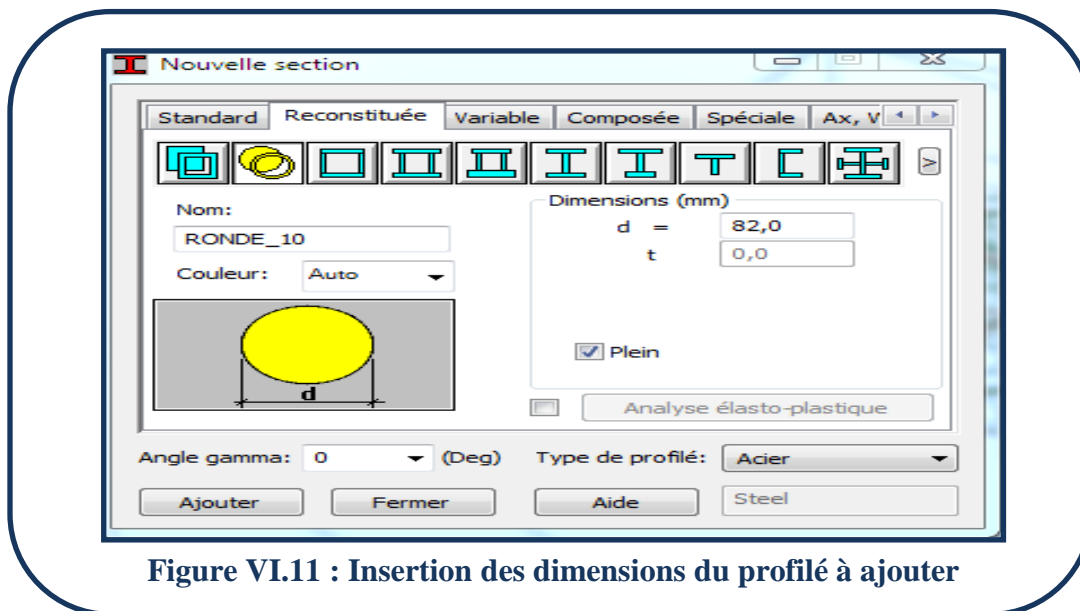 Nouvelle section
Standard Reconstituée Variable Composée Spéciale Ax, V
>
Nom:
RONDE_10
Couleur: Auto
Dimensions (mm)
d = 82,0
t 0,0
d
Plein
Analyse élasto-plastique
Angle gamma: 0 (Deg) Type de profilé: Acier
Ajouter Fermer Aide Steel
Figure VI.11 : Insertion des dimensions du profilé à ajouter